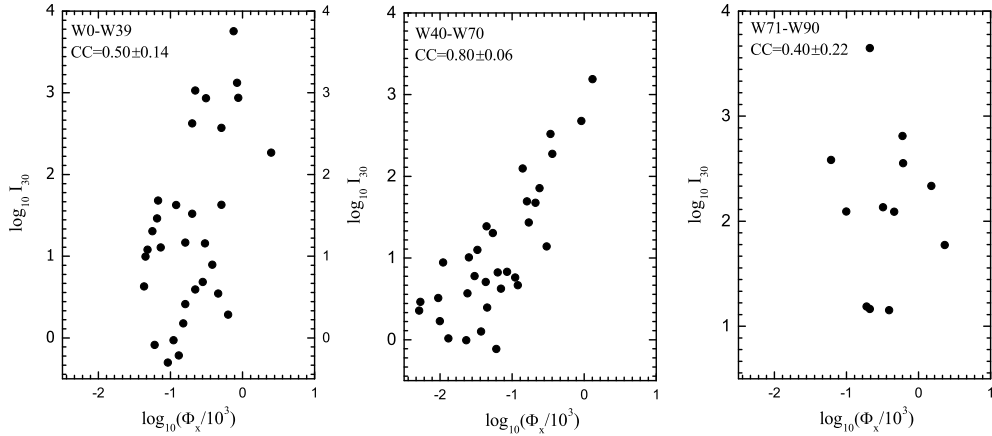 W0-W39
CC=0.50±0.14
4
3
2
1
0
4
3
2
1
0
-2
-1
0
1
log₁₀ I₃₀
log₁₀(Φₓ/10³)
W40-W70
CC=0.80±0.06
4
3
2
1
0
-2
-1
0
1
log₁₀ I₃₀
log₁₀(Φₓ/10³)
W71-W90
CC=0.40±0.22
4
3
2
1
-2
-1
0
1
log₁₀ I₃₀
log₁₀(Φₓ/10³)